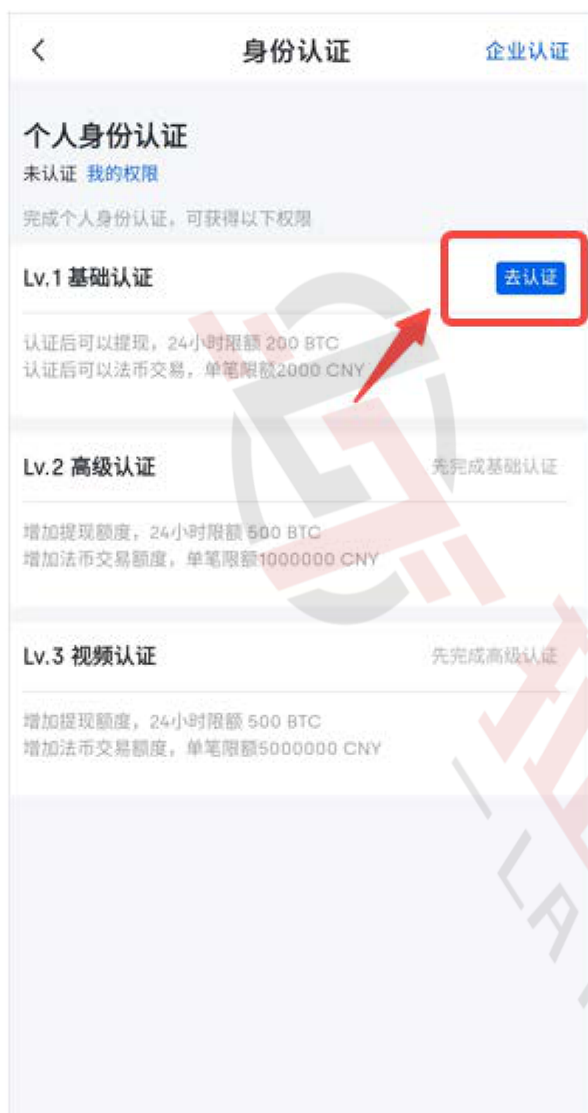 身份认证
企业认证
个人身份认证
未认证 我的权限
完成个人身份认证，可获得以下权限
Lv.1 基础认证
去认证
认证后可以提现，24小时限额 200 BTC
认证后可以法币交易，单笔限额2000 CNY
Lv.2 高级认证
先完成基础认证
增加提现额度，24小时限额 500 BTC
增加法币交易额度，单笔限额1000000 CNY
Lv.3 视频认证
先完成高级认证
增加提现额度，24小时限额 500 BTC
增加法币交易额度，单笔限额5000000 CNY